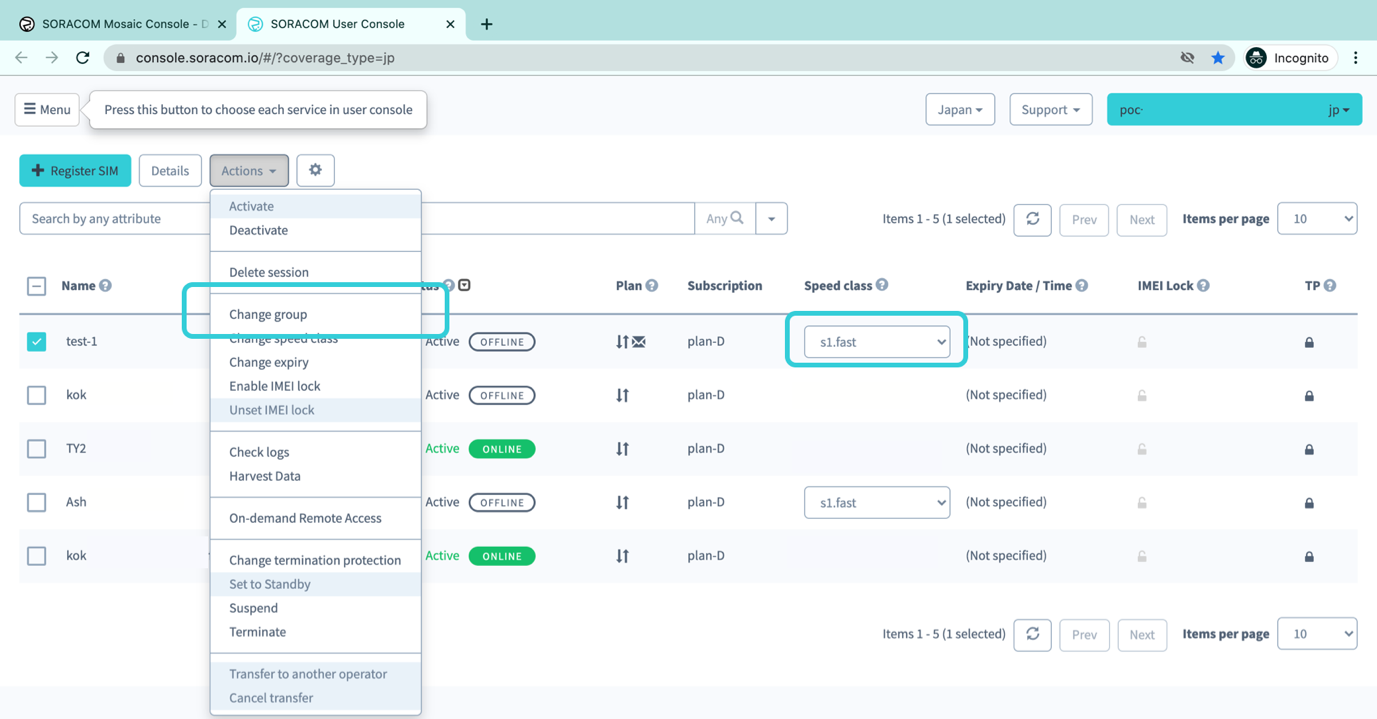 SORACOM Mosaic Console - D
SORACOM User Console
console.soracom.io/#/?coverage_type=jp
Incognito
Menu
Press this button to choose each service in user console
Japan
Support
poc-
jp
Register SIM
Details
Actions
Search by any attribute
Any
Items 1 - 5 (1 selected)
Prev
Next
Items per page
10
Activate
Deactivate
Delete session
Change group
Change speed class
Change expiry
Enable IMEI lock
Unset IMEI lock
Check logs
Harvest Data
On-demand Remote Access
Change termination protection
Set to Standby
Suspend
Terminate
Transfer to another operator
Cancel transfer
Name ? tus ? Plan ? Subscription Speed class ? Expiry Date / Time ? IMEI Lock ? TP ?
test-1 Active OFFLINE plan-D s1.fast (Not specified)
kok Active OFFLINE plan-D (Not specified)
TY2 Active ONLINE plan-D (Not specified)
Ash Active OFFLINE plan-D s1.fast (Not specified)
kok Active ONLINE plan-D (Not specified)
Items 1 - 5 (1 selected)
Prev
Next
Items per page
10